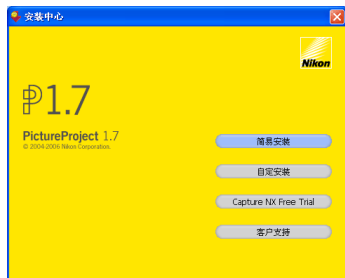 安装中心
Nikon
P1.7
PictureProject 1.7
© 2004-2006 Nikon Corporation.
简易安装
自定安装
Capture NX Free Trial
客户支持